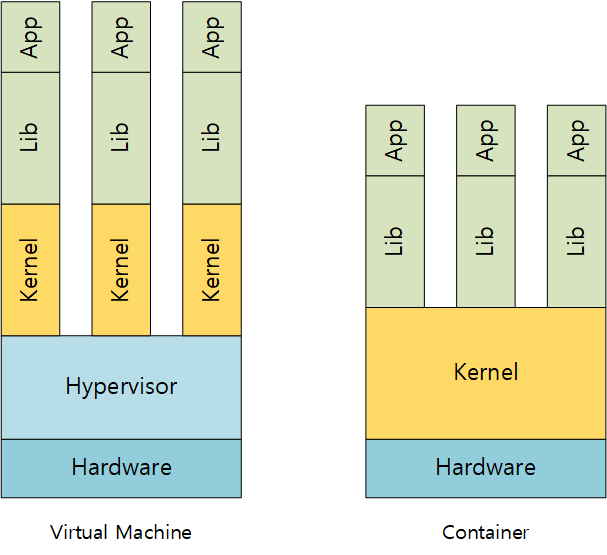 App
App
App
Lib
Lib
Lib
Kernel
Kernel
Kernel
Hypervisor
Hardware
Virtual Machine
App
App
App
Lib
Lib
Lib
Kernel
Hardware
Container